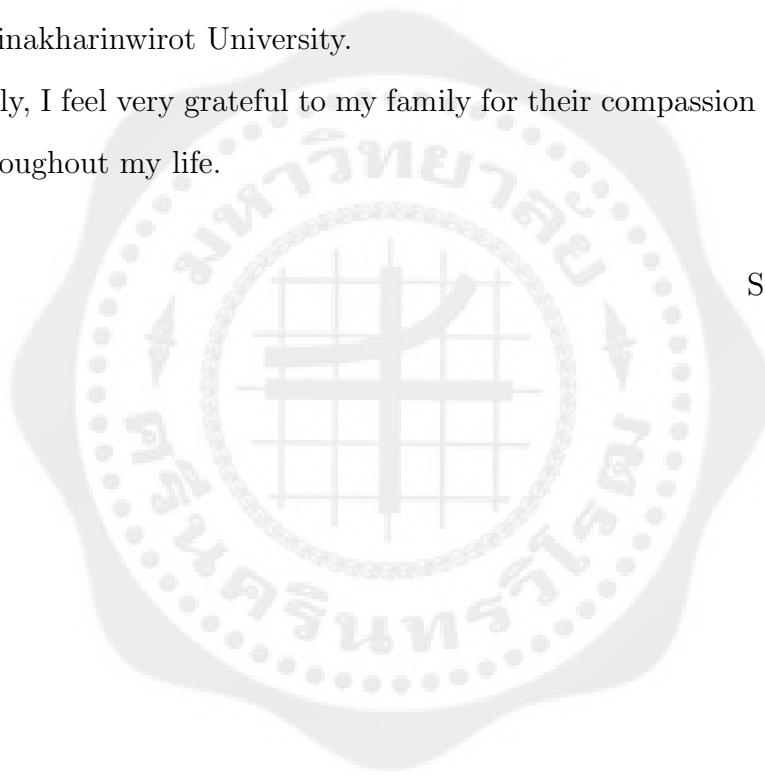 inakharinwirot University.
ly, I feel very grateful to my family for their compassion
oughout my life.
S
มหาวิทยาลัย
ศรีนครินทรวิโรฒ